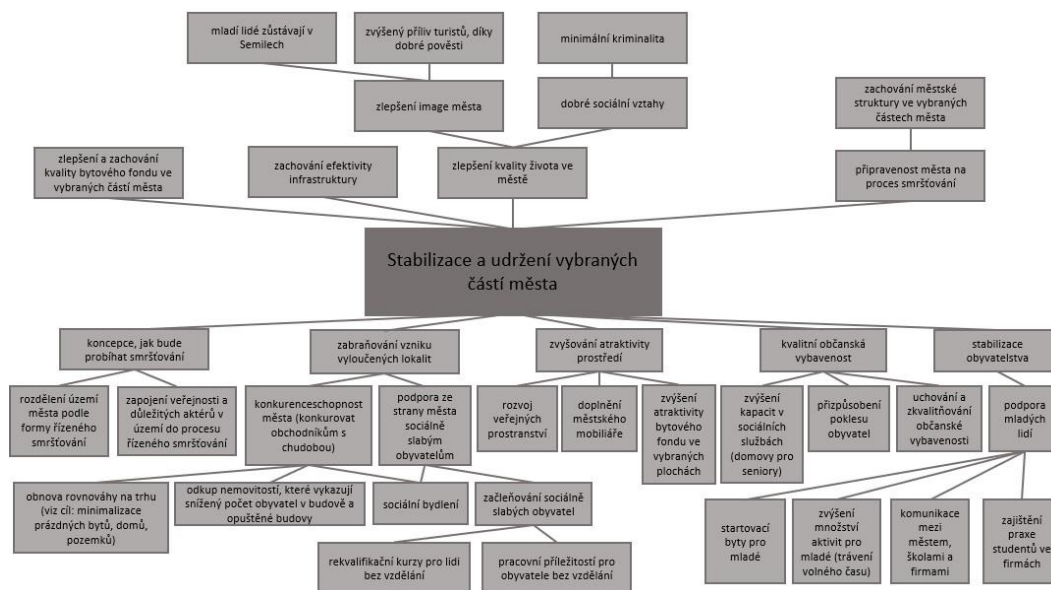 mladí lidé zůstávají v
Semilech
zvýšený příliv turistů, díky
dobré pověsti
minimální kriminalita
zlepšení image města
dobré sociální vztahy
zachování městské
struktury ve vybraných
částech města
zlepšení a zachování
kvality bytového fondu ve
vybraných částí města
zachování efektivity
infrastruktury
zlepšení kvality života ve
městě
připravenost města na
proces smršťování
Stabilizace a udržení vybraných
částí města
koncepce, jak bude
probíhat smršťování
zabraňování vzniku
vyloučených lokalit
zvyšování atraktivity
prostředí
kvalitní občanská
vybavenost
stabilizace
obyvatelstva
rozdělení území
města podle
formy řízeného
smršťování
zapojení veřejnosti a
důležitých aktérů v
území do procesu
řízeného smršťování
konkurenceschopnost
města (konkurovat
obchodníkům s
chudobou)
podpora ze
strany města
sociálně
slabým
obyvatelům
rozvoj
veřejných
prostranství
doplnění
městského
mobiliáře
zvýšení
atraktivity
bytového
fondu ve
vybraných
plochách
zvýšení
kapacit v
sociálních
službách
(domovy pro
seniory)
přizpůsobení
poklesu
obyvatel
uchování a
zkvalitňování
občanské
vybavenosti
podpora
mladých
lidí
obnova rovnováhy na trhu
(viz cíl: minimalizace
prázdných bytů, domů,
pozemků)
odkup nemovitostí, které vykazují
snížený počet obyvatel v budově a
opuštěné budovy
sociální bydlení
začleňování sociálně
slabých obyvatel
startovací
byty pro
mladé
zvýšení
množství
aktivit pro
mladé (trávení
volného času)
komunikace
mezi
městem,
školami a
firmami
zajištění
praxe
studentů ve
firmách
rekvalifikační kurzy pro lidi
bez vzdělání
pracovní příležitostí pro
obyvatele bez vzdělání